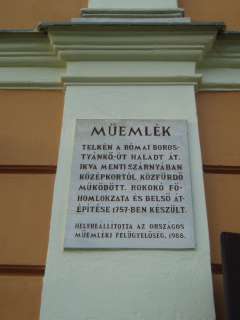 MŰEMLÉK
TELKÉN A RÓMAI BOROS-
TYÁNKŐ-ÚT HALADT ÁT.
IKVA MENTI SZÁRNYÁBAN
KÖZÉPKORTÓL KÖZFÜRDŐ
MŰKÖDÖTT. ROKOKÓ FŐ-
HOMLOKZATA ÉS BELSŐ ÁT-
ÉPÍTÉSE 1757-BEN KÉSZÜLT.
HELYREÁLLÍTOTTA AZ ORSZÁGOS
MŰEMLÉKI FELÜGYELŐSÉG, 1988.